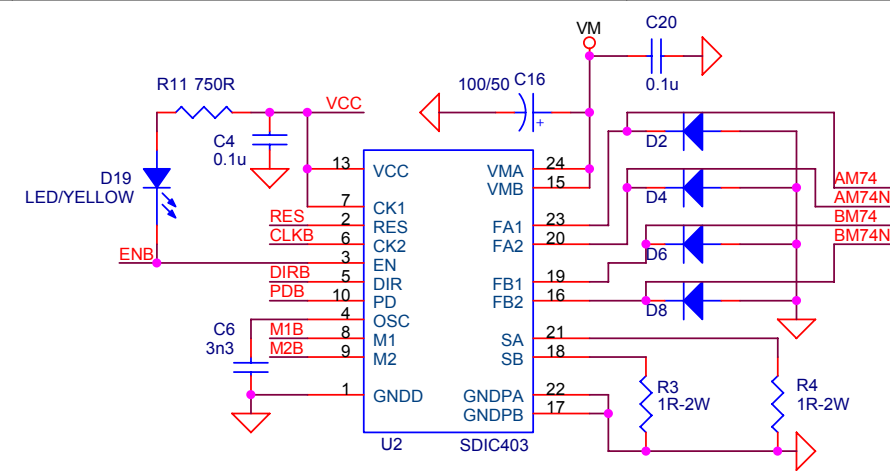 VM
C20
0.1u
R11 750R
100/50 C16
+
VCC
C4
0.1u
D2
D19
LED/YELLOW
13 VCC
VMA 24
VMB 15
D4
AM74
AM74N
7 CK1
RES 2 RES
FA1 23
BM74
CLKB 6 CK2
FA2 20
BM74N
ENB 3 EN
D6
DIRB 5 DIR
FB1 19
PDB 10 PD
FB2 16
D8
4 OSC
C6
3n3
M1B 8 M1
SA 21
M2B 9 M2
SB 18
R3
1R-2W
R4
1R-2W
1 GNDD
GNDPA 22
GNDPB 17
U2
SDIC403